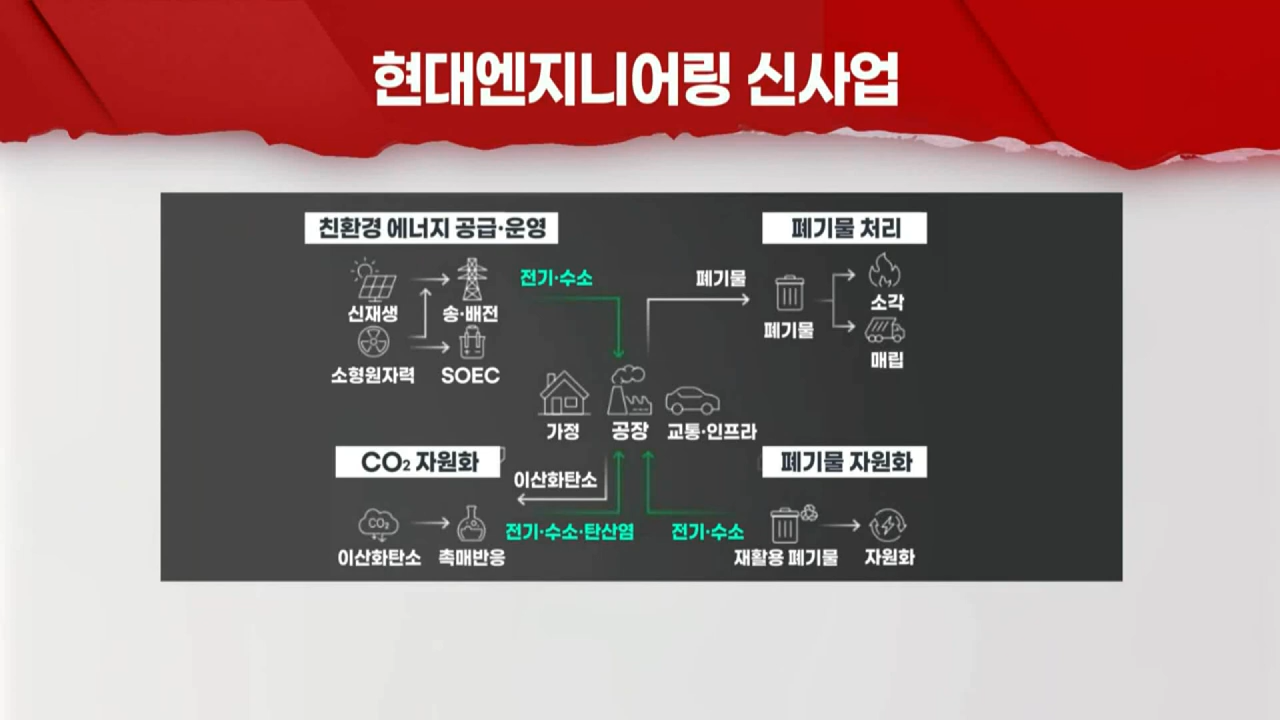 현대엔지니어링 신사업
친환경 에너지 공급·운영
신재생
송·배전
소형원자력
SOEC
전기·수소
폐기물
폐기물 처리
폐기물
소각
매립
가정
공장
교통·인프라
CO₂ 자원화
CO₂
이산화탄소
촉매반응
이산화탄소
전기·수소·탄산염
전기·수소
폐기물 자원화
재활용 폐기물
자원화